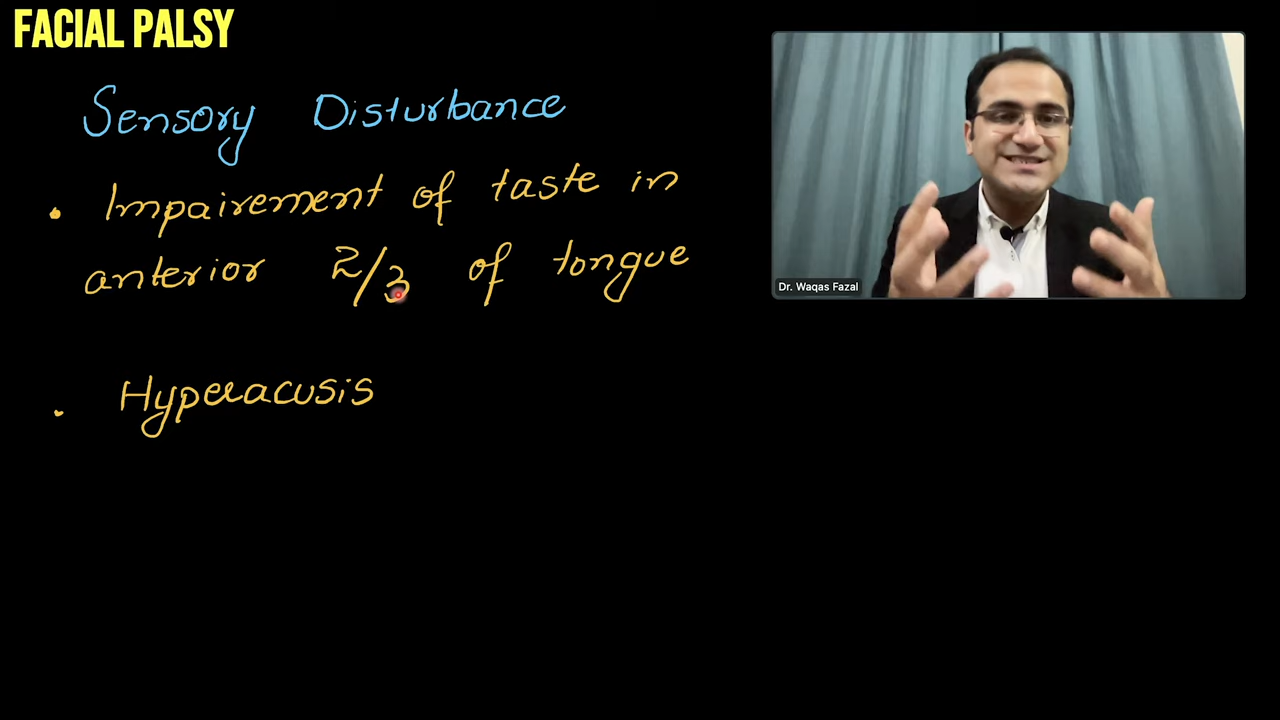 FACIAL PALSY
Sensory Disturbance
• Impairement of taste in
anterior 2/3 of tongue
• Hyperacusis
Dr. Waqas Fazal